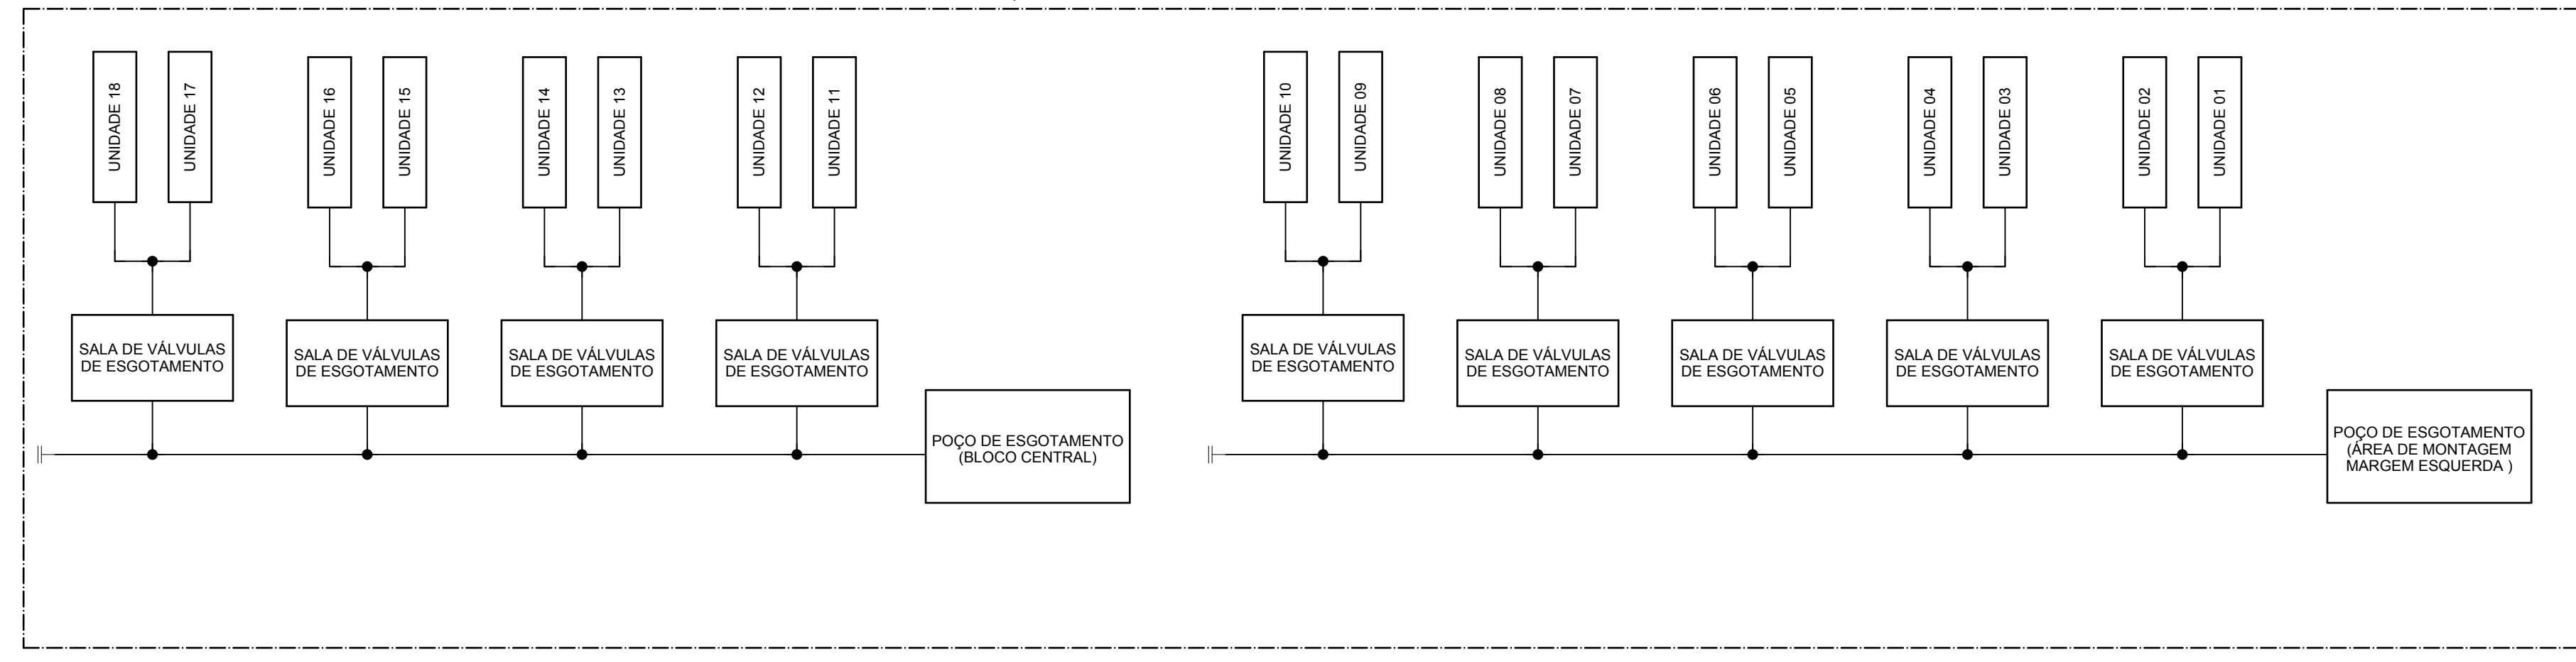 UNIDADE 18
UNIDADE 17
UNIDADE 16
UNIDADE 15
UNIDADE 14
UNIDADE 13
UNIDADE 12
UNIDADE 11
UNIDADE 10
UNIDADE 09
UNIDADE 08
UNIDADE 07
UNIDADE 06
UNIDADE 05
UNIDADE 04
UNIDADE 03
UNIDADE 02
UNIDADE 01
SALA DE VÁLVULAS
DE ESGOTAMENTO
SALA DE VÁLVULAS
DE ESGOTAMENTO
SALA DE VÁLVULAS
DE ESGOTAMENTO
SALA DE VÁLVULAS
DE ESGOTAMENTO
SALA DE VÁLVULAS
DE ESGOTAMENTO
SALA DE VÁLVULAS
DE ESGOTAMENTO
SALA DE VÁLVULAS
DE ESGOTAMENTO
SALA DE VÁLVULAS
DE ESGOTAMENTO
SALA DE VÁLVULAS
DE ESGOTAMENTO
POÇO DE ESGOTAMENTO
(BLOCO CENTRAL)
POÇO DE ESGOTAMENTO
(ÁREA DE MONTAGEM
MARGEM ESQUERDA )